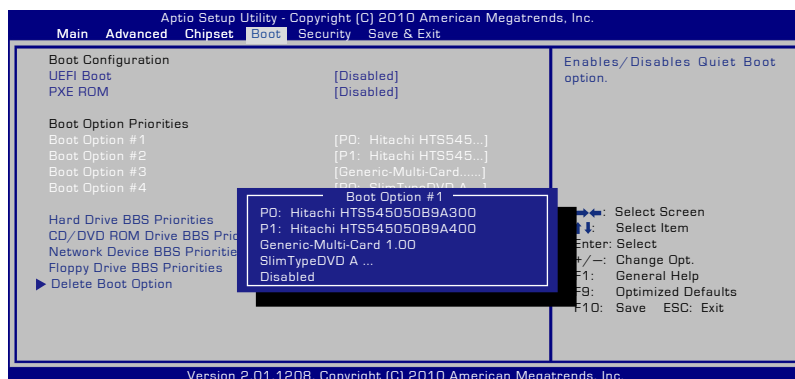 Aptio Setup Utility - Copyright (C) 2010 American Megatrends, Inc.
Main Advanced Chipset Boot Security Save & Exit
Boot Configuration
UEFI Boot [Disabled]
PXE ROM [Disabled]
Boot Option Priorities
Boot Option #1 [P0: Hitachi HTS545...]
Boot Option #2 [P1: Hitachi HTS545...]
Boot Option #3 [Generic-Multi-Card......]
Boot Option #4
Hard Drive BBS Priorities
CD/DVD ROM Drive BBS
Network Device BBS
Floppy Drive BBS Priorities
Delete Boot Option
Boot Option #1
P0: Hitachi HTS545050B9A300
P1: Hitachi HTS545050B9A400
Generic-Multi-Card 1.00
SlimTypeDVD A ...
Disabled
Enables/Disables Quiet Boot
option.
→←: Select Screen
↑↓: Select Item
Enter: Select
+/−: Change Opt.
F1: General Help
F9: Optimized Defaults
F10: Save ESC: Exit
Version 2.01.1208. Copyright (C) 2010 American Megatrends, Inc.